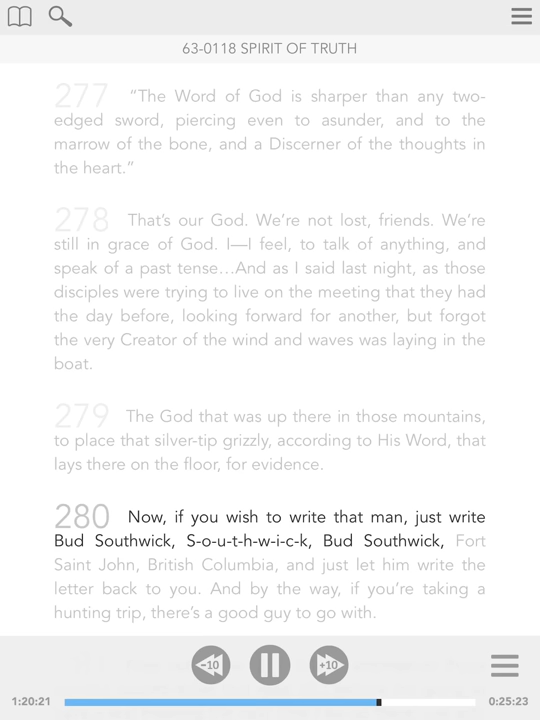 63-0118 SPIRIT OF TRUTH
277 “The Word of God is sharper than any two-
edged sword, piercing even to asunder, and to the
marrow of the bone, and a Discerner of the thoughts in
the heart.”
278 That’s our God. We’re not lost, friends. We’re
still in grace of God. I—I feel, to talk of anything, and
speak of a past tense…And as I said last night, as those
disciples were trying to live on the meeting that they had
the day before, looking forward for another, but forgot
the very Creator of the wind and waves was laying in the
boat.
279 The God that was up there in those mountains,
to place that silver-tip grizzly, according to His Word, that
lays there on the floor, for evidence.
280 Now, if you wish to write that man, just write
Bud Southwick, S-o-u-t-h-w-i-c-k, Bud Southwick, Fort
Saint John, British Columbia, and just let him write the
letter back to you. And by the way, if you’re taking a
hunting trip, there’s a good guy to go with.
-10 +10
1:20:21 0:25:23